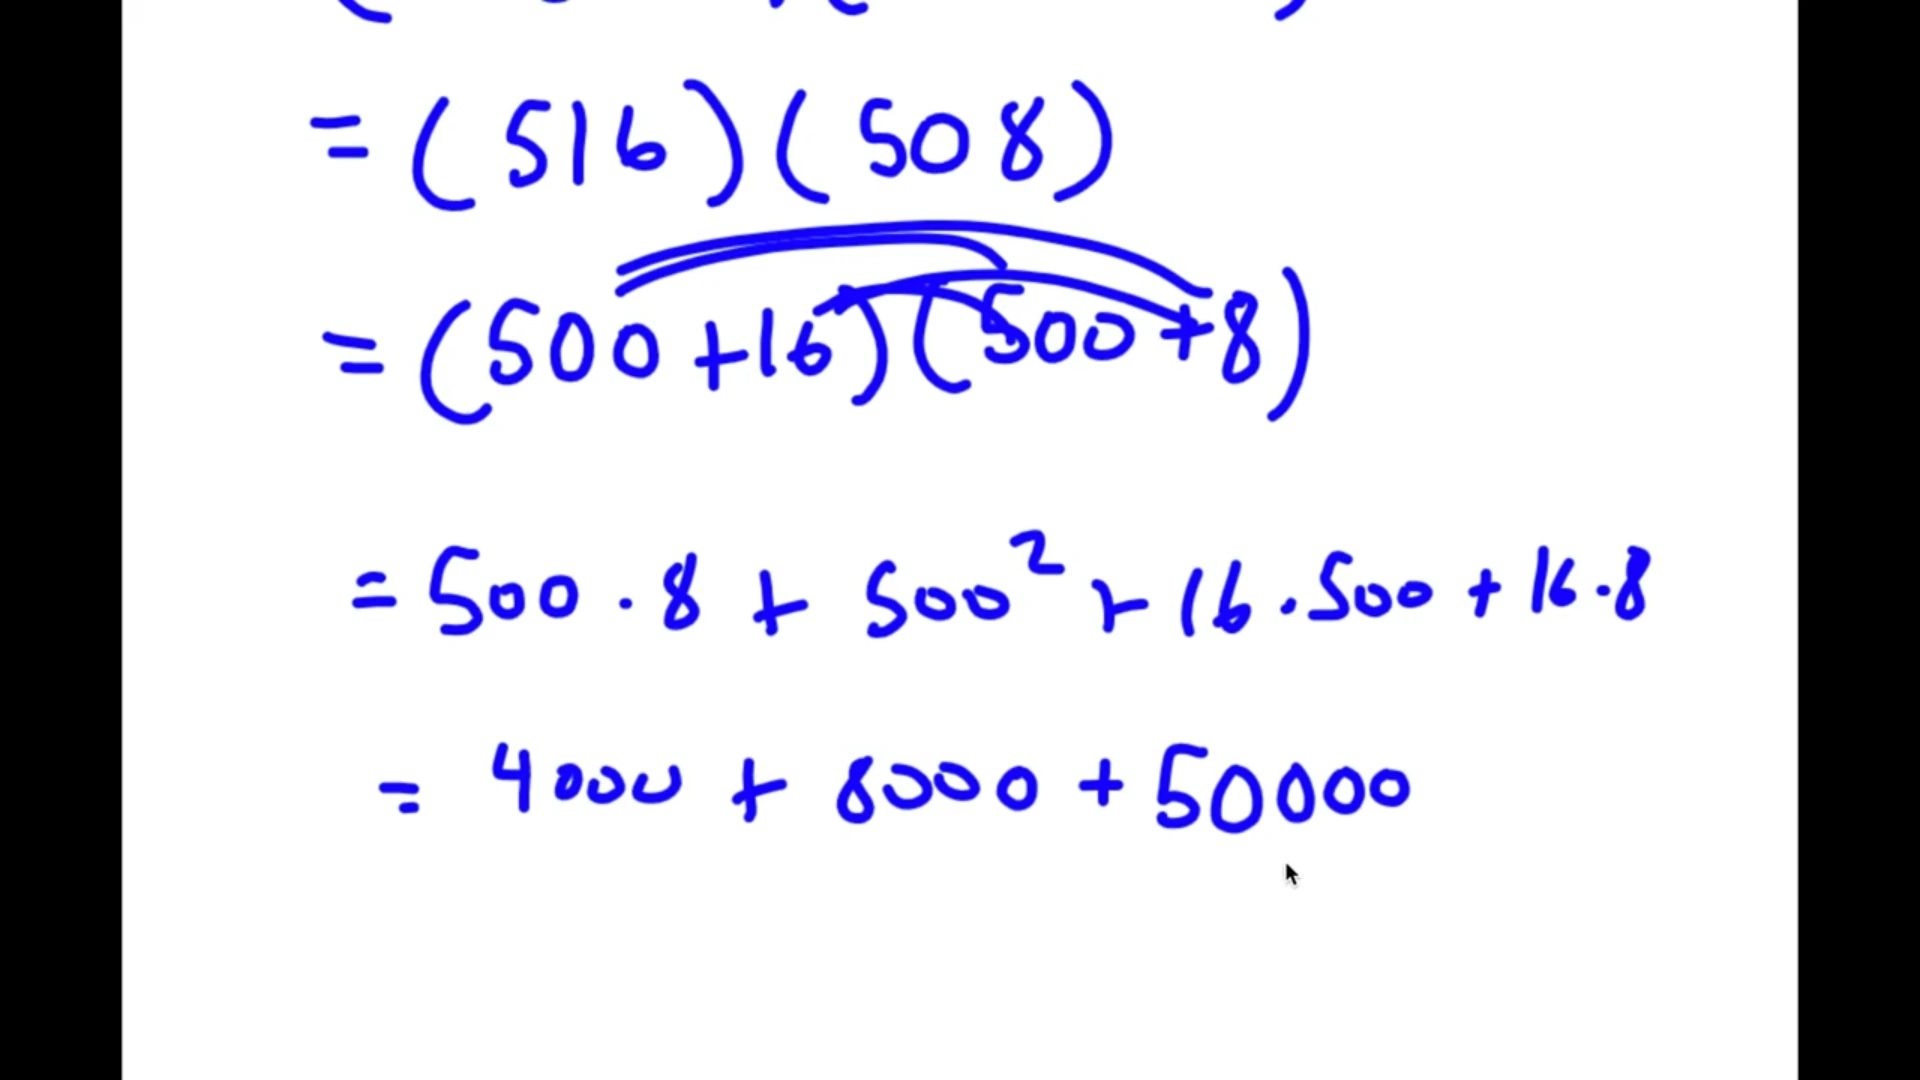 = (516)(508)
= (500+16)(500+8)
= 500·8 + 500² + 16·500 + 16·8
= 4000 + 8000 + 50000